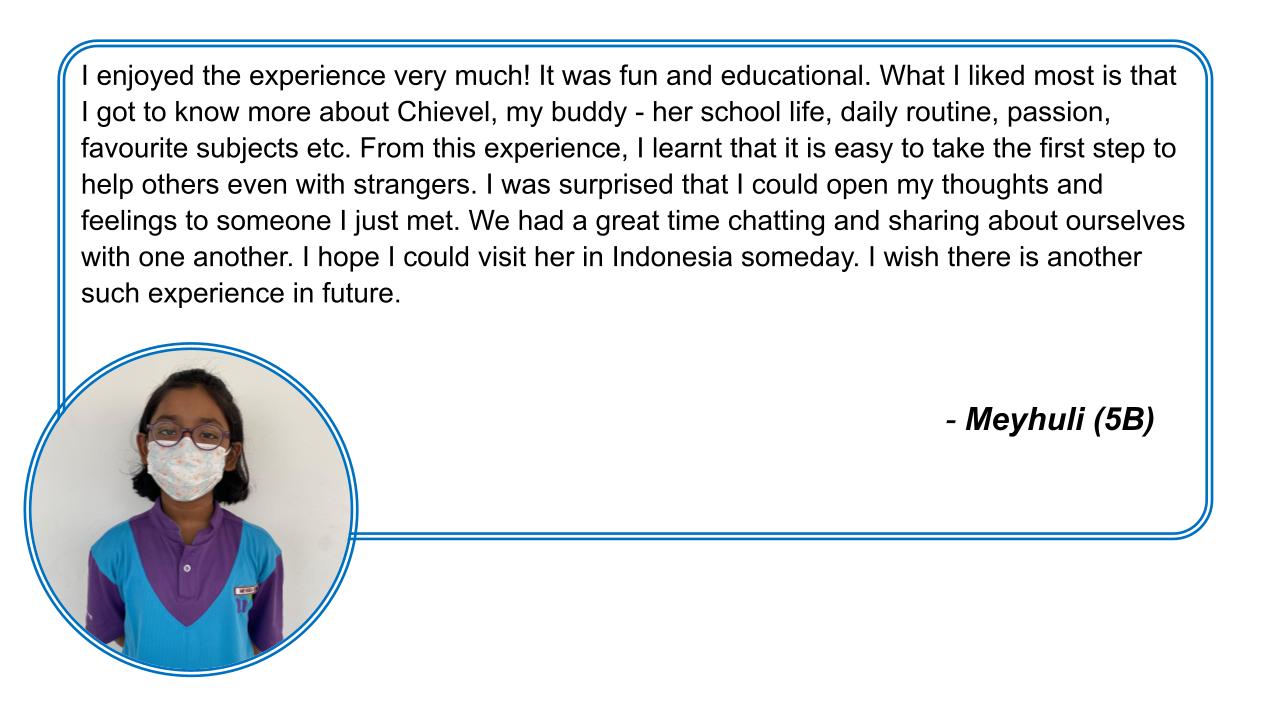 I enjoyed the experience very much! It was fun and educational. What I liked most is that
I got to know more about Chievel, my buddy - her school life, daily routine, passion,
favourite subjects etc. From this experience, I learnt that it is easy to take the first step to
help others even with strangers. I was surprised that I could open my thoughts and
feelings to someone I just met. We had a great time chatting and sharing about ourselves
with one another. I hope I could visit her in Indonesia someday. I wish there is another
such experience in future.
- Meyhuli (5B)